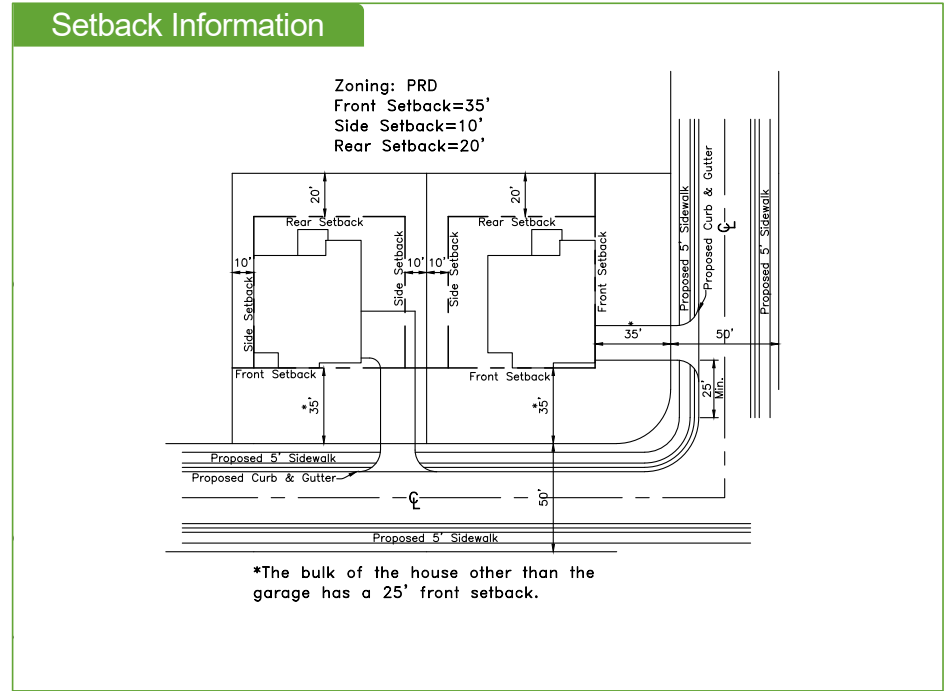 Setback Information
Zoning: PRD
Front Setback=35'
Side Setback=10'
Rear Setback=20'
20'
20'
Rear Setback
Rear Setback
10'
10'
10'
Side Setback
Side Setback
Side Setback
Front Setback
Front Setback
Front Setback
*35'
*35'
*
35'
50'
25'
Min.
Proposed 5' Sidewalk
Proposed Curb & Gutter
℄
Proposed 5' Sidewalk
Proposed 5' Sidewalk
Proposed Curb & Gutter
℄
50'
Proposed 5' Sidewalk
*The bulk of the house other than the
garage has a 25' front setback.